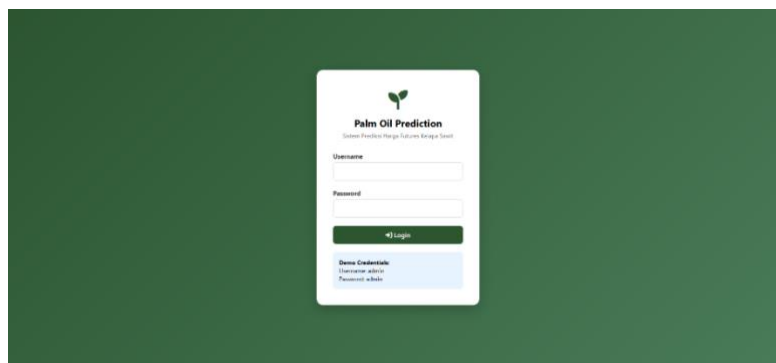 Palm Oil Prediction
Sistem Prediksi Harga Futures Kelapa Sawit
Username
Password
Login
Demo Credentials:
Username: admin
Password: admin